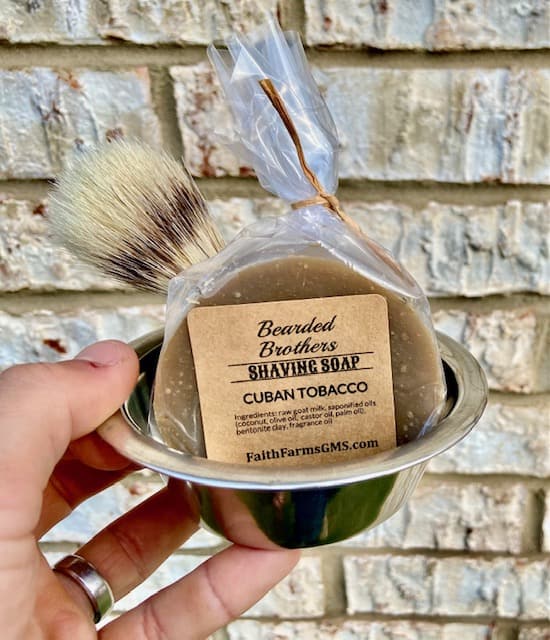 Bearded
Brothers
SHAVING SOAP
CUBAN TOBACCO
Ingredients: raw goat milk, saponified oils
(coconut, olive oil, castor oil, palm oil),
bentonite clay, fragrance oil
FaithFarmsGMS.com